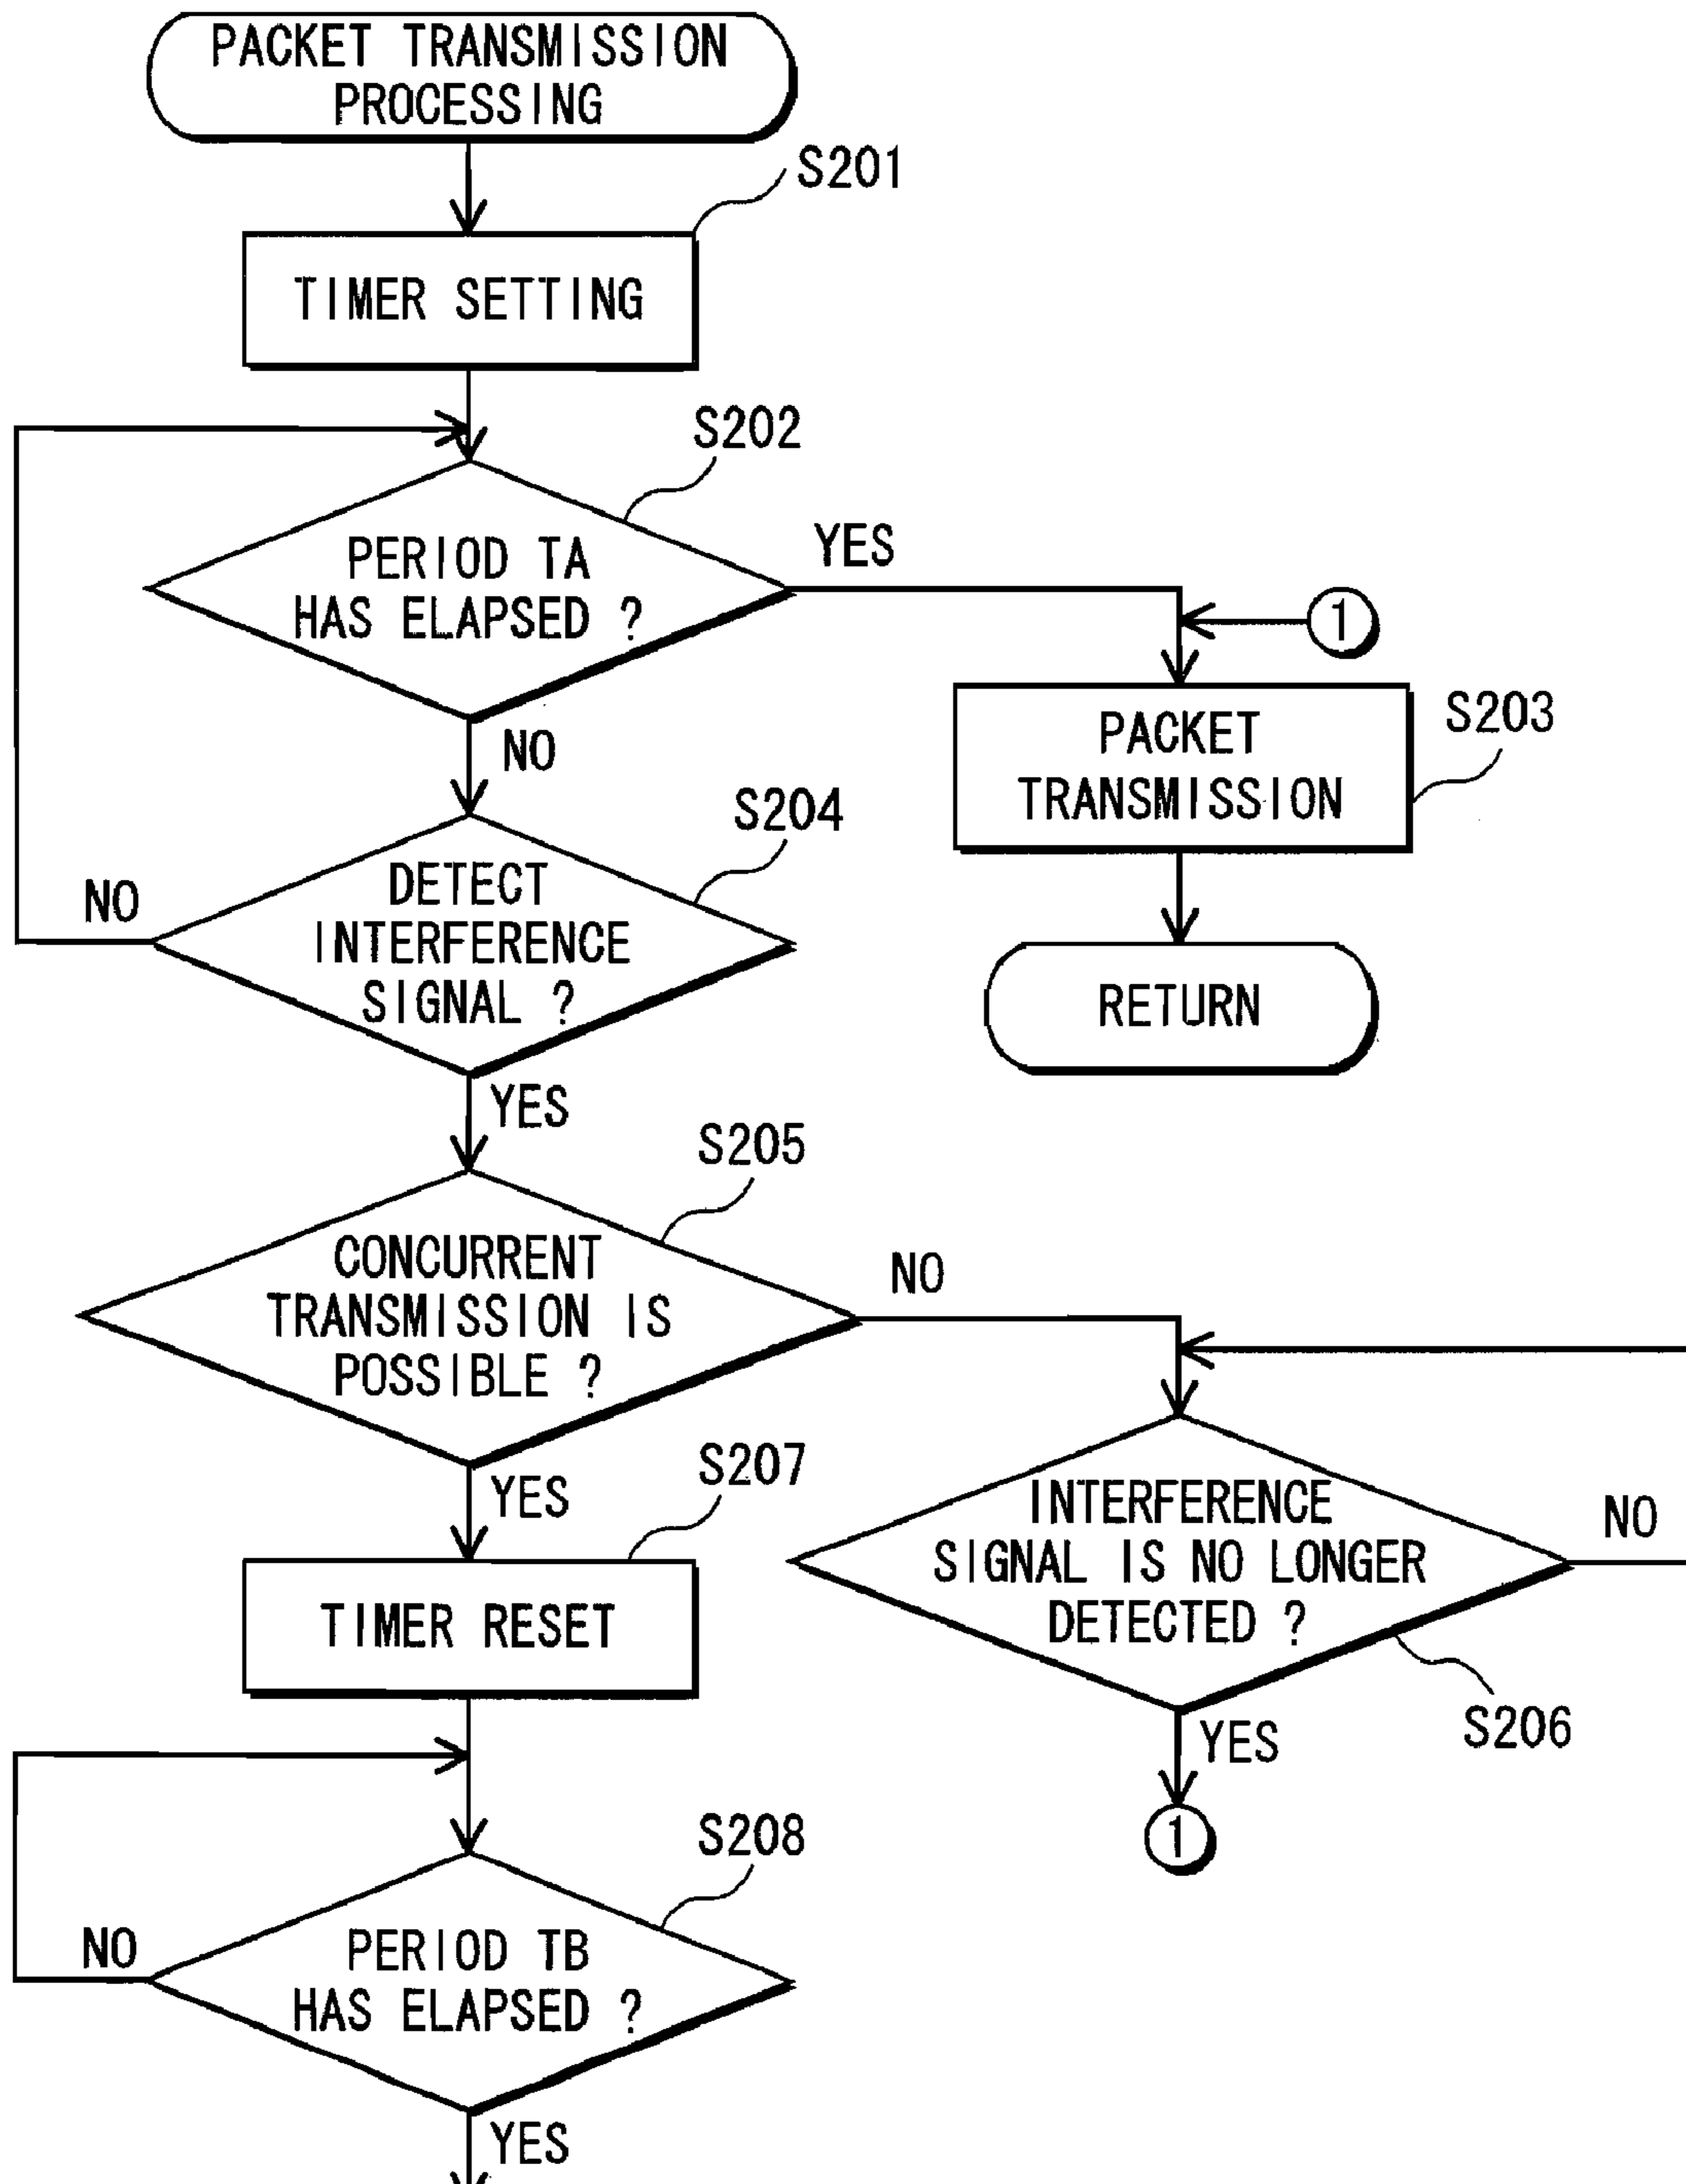 PACKET TRANSMISSION
PROCESSING
S201
TIMER SETTING
S202
PERIOD TA
HAS ELAPSED ?
YES
1
NO
PACKET
TRANSMISSION
S203
S204
DETECT
INTERFERENCE
SIGNAL ?
NO
RETURN
YES
S205
CONCURRENT
TRANSMISSION IS
POSSIBLE ?
NO
S207
YES
INTERFERENCE
SIGNAL IS NO LONGER
DETECTED ?
NO
TIMER RESET
S206
YES
1
S208
PERIOD TB
HAS ELAPSED ?
NO
YES